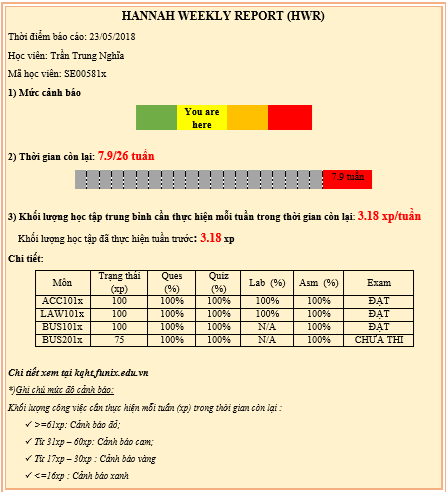 HANNAH WEEKLY REPORT (HWR)
Thời điểm báo cáo: 23/05/2018
Học viên: Trần Trung Nghĩa
Mã học viên: SE00581x
1) Mức cảnh báo
You are
here
2) Thời gian còn lại: 7.9/26 tuần
7.9 tuần
3) Khối lượng học tập trung bình cần thực hiện mỗi tuần trong thời gian còn lại: 3.18 xp/tuần
Khối lượng học tập đã thực hiện tuần trước: 3.18 xp
Chi tiết:
Môn Trạng thái (xp) Ques (%) Quiz (%) Lab (%) Asm (%) Exam
ACC101x 100 100% 100% 100% 100% ĐẠT
LAW101x 100 100% 100% 100% 100% ĐẠT
BUS101x 100 100% 100% N/A 100% ĐẠT
BUS201x 75 100% 100% N/A 100% CHƯA THI
Chi tiết xem tại kqht.funix.edu.vn
*)Ghi chú mức độ cảnh báo:
Khối lượng công việc cần thực hiện mỗi tuần (xp) trong thời gian còn lại :
✓ >=61xp: Cảnh báo đỏ;
✓ Từ 31xp – 60xp: Cảnh báo cam;
✓ Từ 17xp – 30xp : Cảnh báo vàng
✓ <=16xp : Cảnh báo xanh